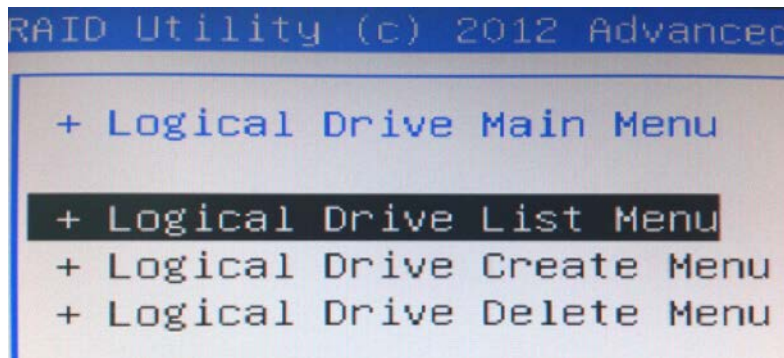 RAID Utility (c) 2012 Advanced
+ Logical Drive Main Menu
+ Logical Drive List Menu
+ Logical Drive Create Menu
+ Logical Drive Delete Menu